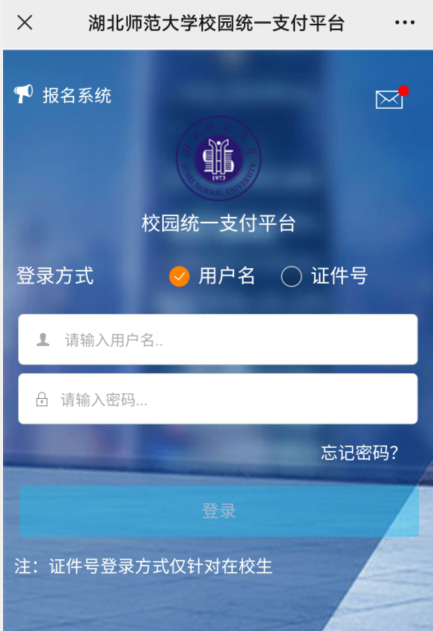 湖北师范大学校园统一支付平台
报名系统
1973
校园统一支付平台
登录方式 用户名 证件号
请输入用户名..
请输入密码...
忘记密码?
登录
注：证件号登录方式仅针对在校生